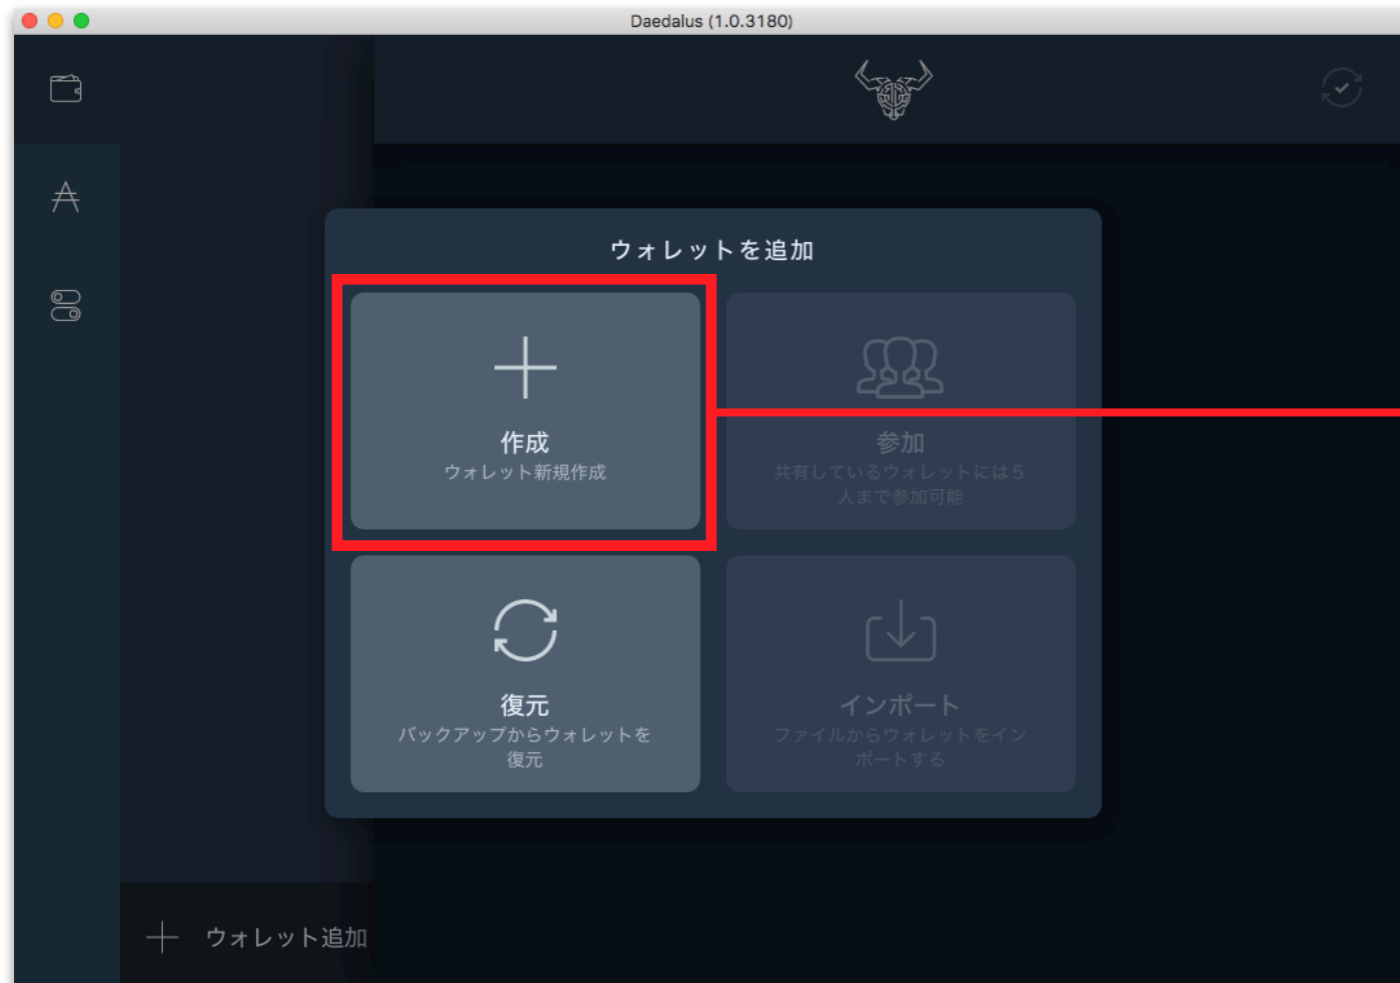 Daedalus (1.0.3180)
ウォレットを追加
作成
ウォレット新規作成
参加
共有しているウォレットには５
人まで参加可能
復元
バックアップからウォレットを
復元
インポート
ファイルからウォレットをイン
ポートする
ウォレット追加